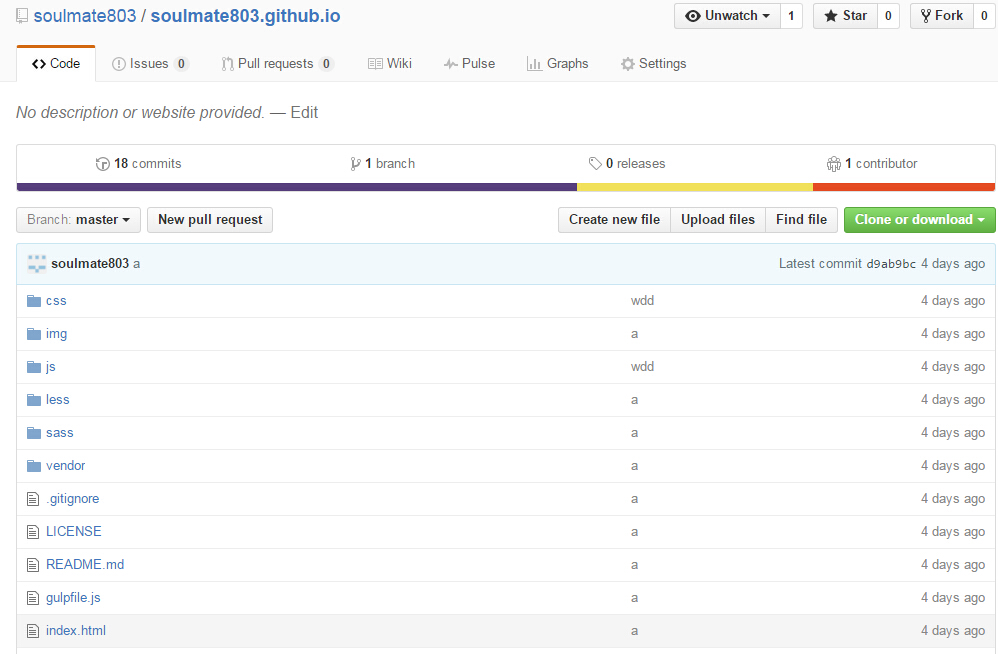 soulmate803 / soulmate803.github.io Unwatch 1 Star 0 Fork 0
Code Issues 0 Pull requests 0 Wiki Pulse Graphs Settings
No description or website provided. — Edit
18 commits 1 branch 0 releases 1 contributor
Branch: master New pull request Create new file Upload files Find file Clone or download
soulmate803 a Latest commit d9ab9bc 4 days ago
css wdd 4 days ago
img a 4 days ago
js wdd 4 days ago
less a 4 days ago
sass a 4 days ago
vendor a 4 days ago
.gitignore a 4 days ago
LICENSE a 4 days ago
README.md a 4 days ago
gulpfile.js a 4 days ago
index.html a 4 days ago